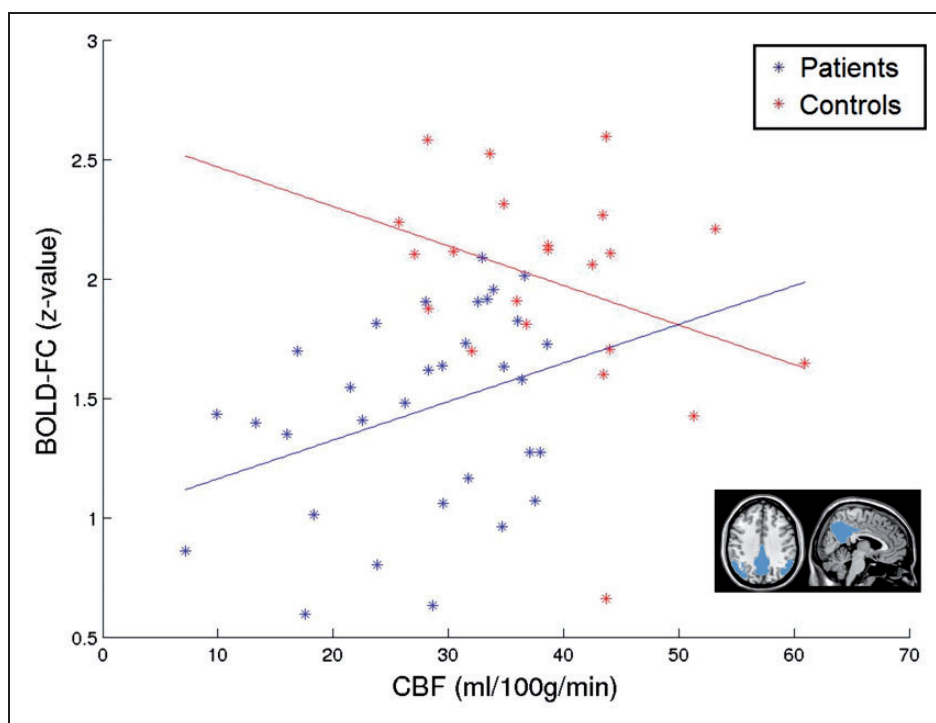 3
2.5
2
1.5
1
0.5
BOLD-FC (z-value)
Patients
Controls
0 10 20 30 40 50 60 70
CBF (ml/100g/min)